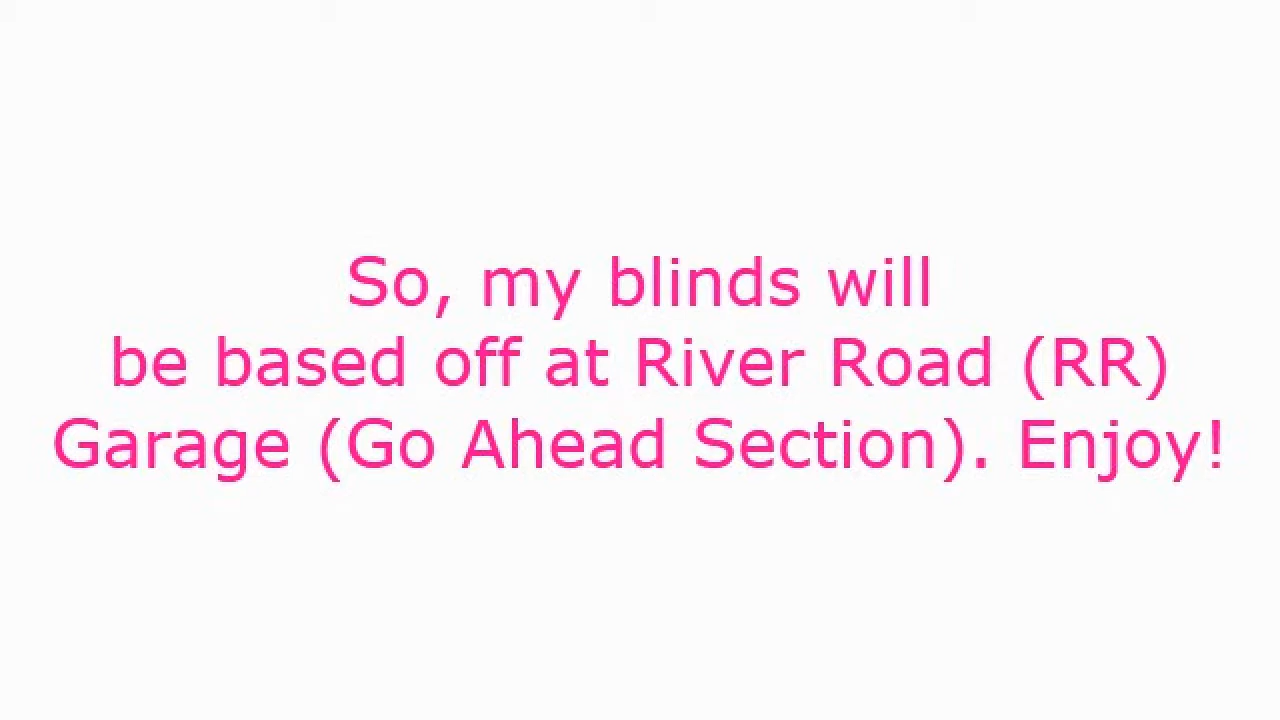 So, my blinds will
be based off at River Road (RR)
Garage (Go Ahead Section). Enjoy!